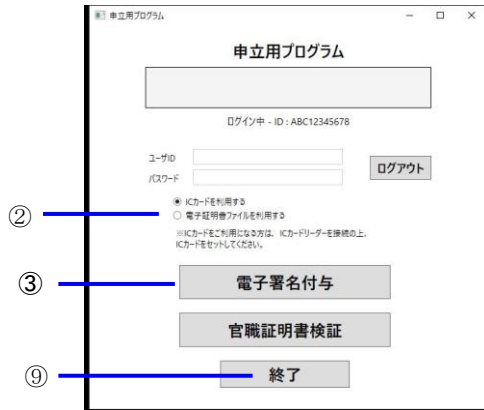 申立用プログラム
申立用プログラム
ログイン中 - ID : ABC12345678
ユーザID
パスワード
ログアウト
ICカードを利用する
② 電子証明書ファイルを利用する
※ICカードをご利用になる方は、ICカードリーダーを接続の上、
ICカードをセットしてください。
③ 電子署名付与
官職証明書検証
⑨ 終了